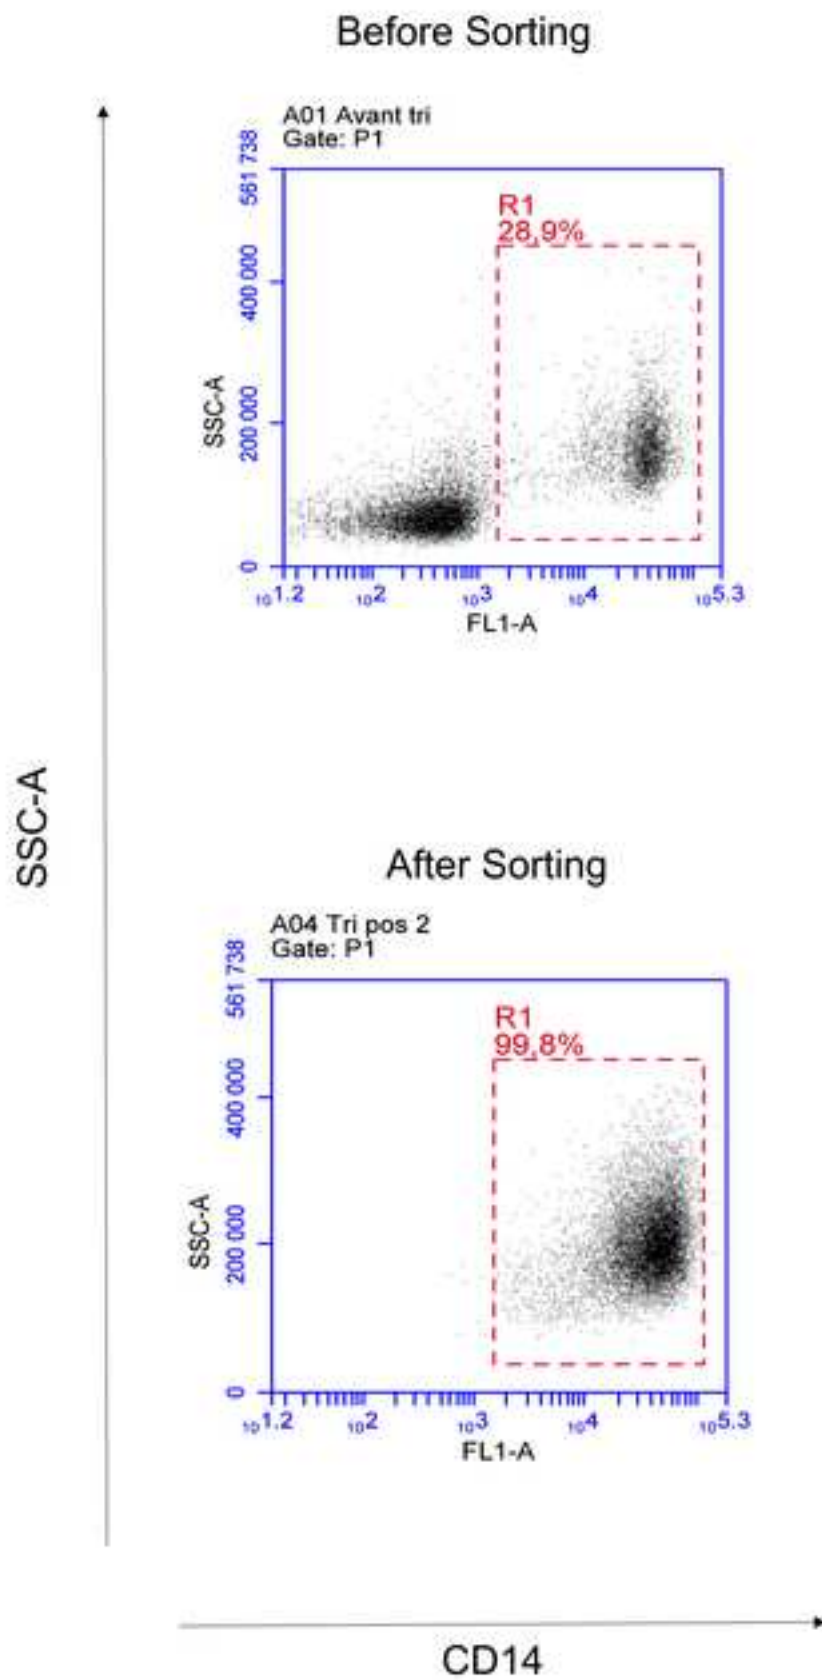 Before Sorting
A01 Avant tri
Gate: P1
R1
28,9%
561 738
400 000
200 000
0
SSC-A
10 1.2 10 2 10 3 10 4 10 5.3
FL1-A
SSC-A
After Sorting
A04 Tri pos 2
Gate: P1
R1
99,8%
561 738
400 000
200 000
0
SSC-A
10 1.2 10 2 10 3 10 4 10 5.3
FL1-A
CD14